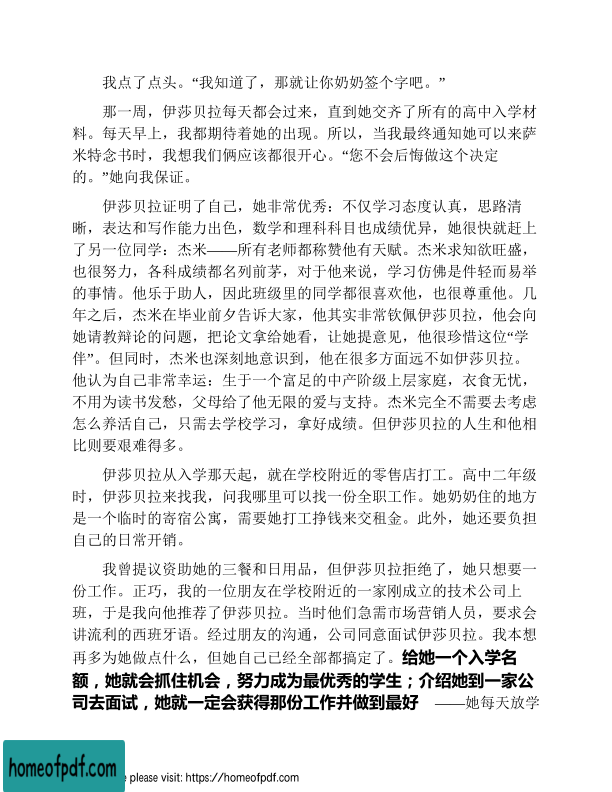 我点了点头。“我知道了，那就让你奶奶签个字吧。”
那一周，伊莎贝拉每天都会过来，直到她交齐了所有的高中入学材
料。每天早上，我都期待着她的出现。所以，当我最终通知她可以来萨
米特念书时，我想我们俩应该都很开心。“您不会后悔做这个决定
的。”她向我保证。
伊莎贝拉证明了自己，她非常优秀：不仅学习态度认真，思路清
晰，表达和写作能力出色，数学和理科科目也成绩优异，她很快就赶上
了另一位同学：杰米——所有老师都称赞他有天赋。杰米求知欲旺盛，
也很努力，各科成绩都名列前茅，对于他来说，学习仿佛是件轻而易举
的事情。他乐于助人，因此班级里的同学都很喜欢他，也很尊重他。几
年之后，杰米在毕业前夕告诉大家，他其实非常钦佩伊莎贝拉，他会向
她请教辩论的问题，把论文拿给她看，让她提意见，他很珍惜这位“学
伴”。但同时，杰米也深刻地意识到，他在很多方面远不如伊莎贝拉。
他认为自己非常幸运：生于一个富足的中产阶级上层家庭，衣食无忧，
不用为读书发愁，父母给了他无限的爱与支持。杰米完全不需要去考虑
怎么养活自己，只需去学校学习，拿好成绩。但伊莎贝拉的人生和他相
比则要艰难得多。
伊莎贝拉从入学那天起，就在学校附近的零售店打工。高中二年级
时，伊莎贝拉来找我，问我哪里可以找一份全职工作。她奶奶住的地方
是一个临时的寄宿公寓，需要她打工挣钱来交租金。此外，她还要负担
自己的日常开销。
我曾提议资助她的三餐和日用品，但伊莎贝拉拒绝了，她只想要一
份工作。正巧，我的一位朋友在学校附近的一家刚成立的技术公司上
班，于是我向他推荐了伊莎贝拉。当时他们急需市场营销人员，要求会
讲流利的西班牙语。经过朋友的沟通，公司同意面试伊莎贝拉。我本想
再多为她做点什么，但她自己已经全部都搞定了。给她一个入学名
额，她就会抓住机会，努力成为最优秀的学生；介绍她到一家公
司去面试，她就一定会获得那份工作并做到最好 ——她每天放学
homeofpdf.com
e please visit: https://homeofpdf.com